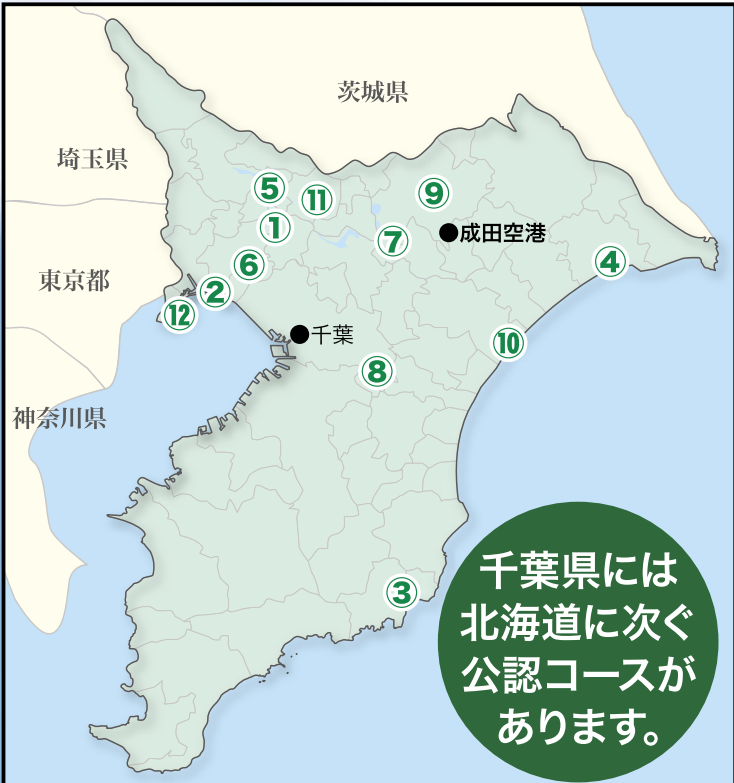 茨城県
埼玉県
⑤
⑪
⑨
①
⑦
●成田空港
⑥
④
東京都
②
⑫
●千葉
⑩
⑧
神奈川県
③
千葉県には
北海道に次ぐ
公認コースが
あります。